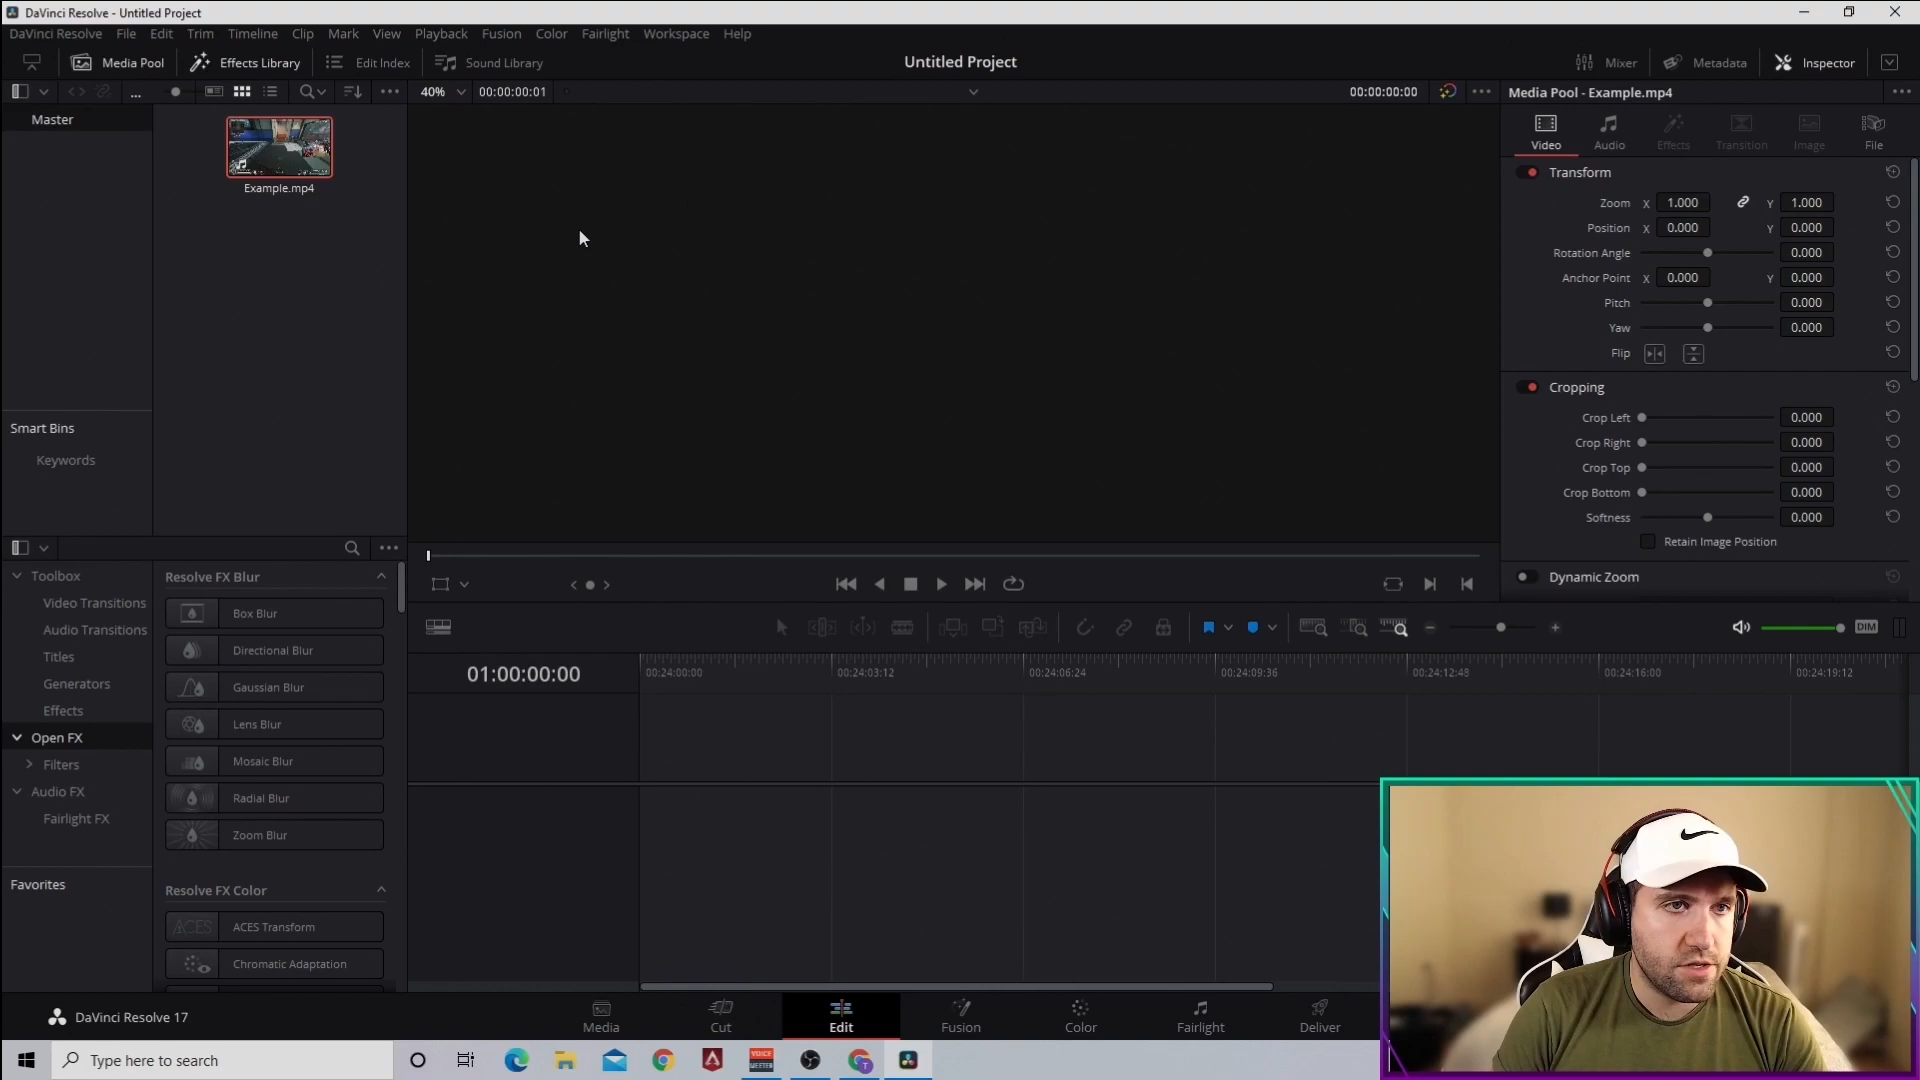 DaVinci Resolve - Untitled Project
DaVinci Resolve File Edit Trim Timeline Clip Mark View Playback Fusion Color Fairlight Workspace Help
Media Pool Effects Library Edit Index Sound Library Untitled Project Mixer Metadata Inspector
... 40% 00:00:00:01 00:00:00:00 Media Pool - Example.mp4
Master
Example.mp4
Video Audio Effects Transition Image File
Transform
Zoom X 1.000 Y 1.000
Position X 0.000 Y 0.000
Rotation Angle 0.000
Anchor Point X 0.000 Y 0.000
Pitch 0.000
Yaw 0.000
Flip
Cropping
Crop Left 0.000
Crop Right 0.000
Crop Top 0.000
Crop Bottom 0.000
Softness 0.000
Retain Image Position
Dynamic Zoom
Smart Bins
Keywords
Toolbox
Video Transitions
Audio Transitions
Titles
Generators
Effects
Open FX
Filters
Audio FX
Fairlight FX
Favorites
Resolve FX Blur
Box Blur
Directional Blur
Gaussian Blur
Lens Blur
Mosaic Blur
Radial Blur
Zoom Blur
Resolve FX Color
ACES ACES Transform
Chromatic Adaptation
DIM
01:00:00:00 00:24:00:00 00:24:03:12 00:24:06:24 00:24:09:36 00:24:12:48 00:24:16:00 00:24:19:12
DaVinci Resolve 17
Media Cut Edit Fusion Color Fairlight Deliver
Type here to search
VOICE
MEETER
T